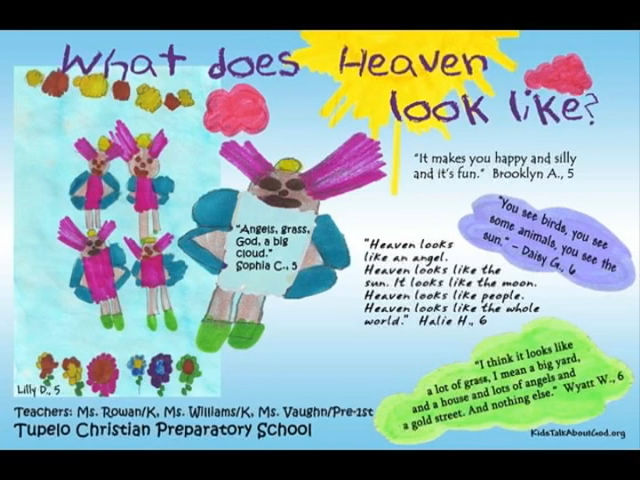 What does Heaven
look like?
"It makes you happy and silly
and it's fun." Brooklyn A., 5
"You see birds, you see
some animals, you see the
sun." – Daisy G., 6
"Angels, grass,
God, a big
cloud."
Sophia C., 5
"Heaven looks
like an angel.
Heaven looks like the
sun. It looks like the moon.
Heaven looks like people.
Heaven looks like the whole
world." Halie H., 6
"I think it looks like
a lot of grass, I mean a big yard,
and a house and lots of angels and
a gold street. And nothing else." Wyatt W., 6
Lilly D., 5
Teachers: Ms. Rowan/K, Ms. Williams/K, Ms. Vaughn/Pre-1st
Tupelo Christian Preparatory School
KidsTalkAboutGod.org